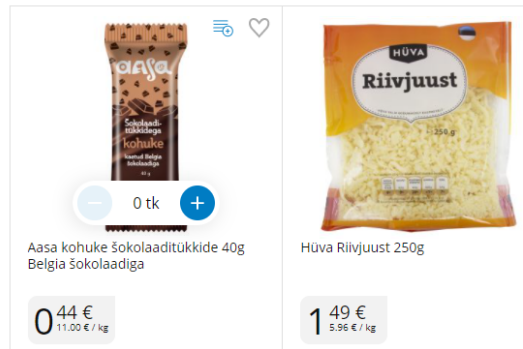 aasa
Šokolaadi-
tükkidega
kohuke
kaetud Belgia
šokolaadiga
40 g
0 tk
Aasa kohuke šokolaaditükkide 40g
Belgia šokolaadiga
0 44 €
11.00 € / kg
HÜVA
Riivjuust
250 g
Hüva Riivjuust 250g
1 49 €
5.96 € / kg